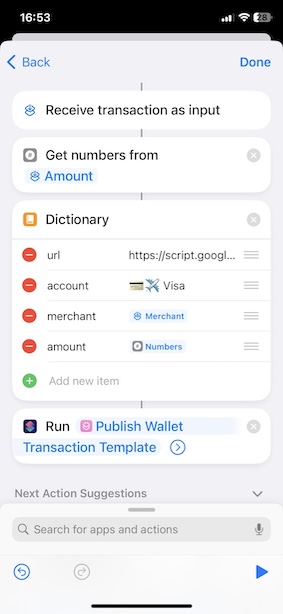 16:53
28
Back
Done
Receive transaction as input
Get numbers from
Amount
Dictionary
url https://script.googl...
account 💳✈️ Visa
merchant Merchant
amount Numbers
Add new item
Run Publish Wallet
Transaction Template
Next Action Suggestions
Search for apps and actions